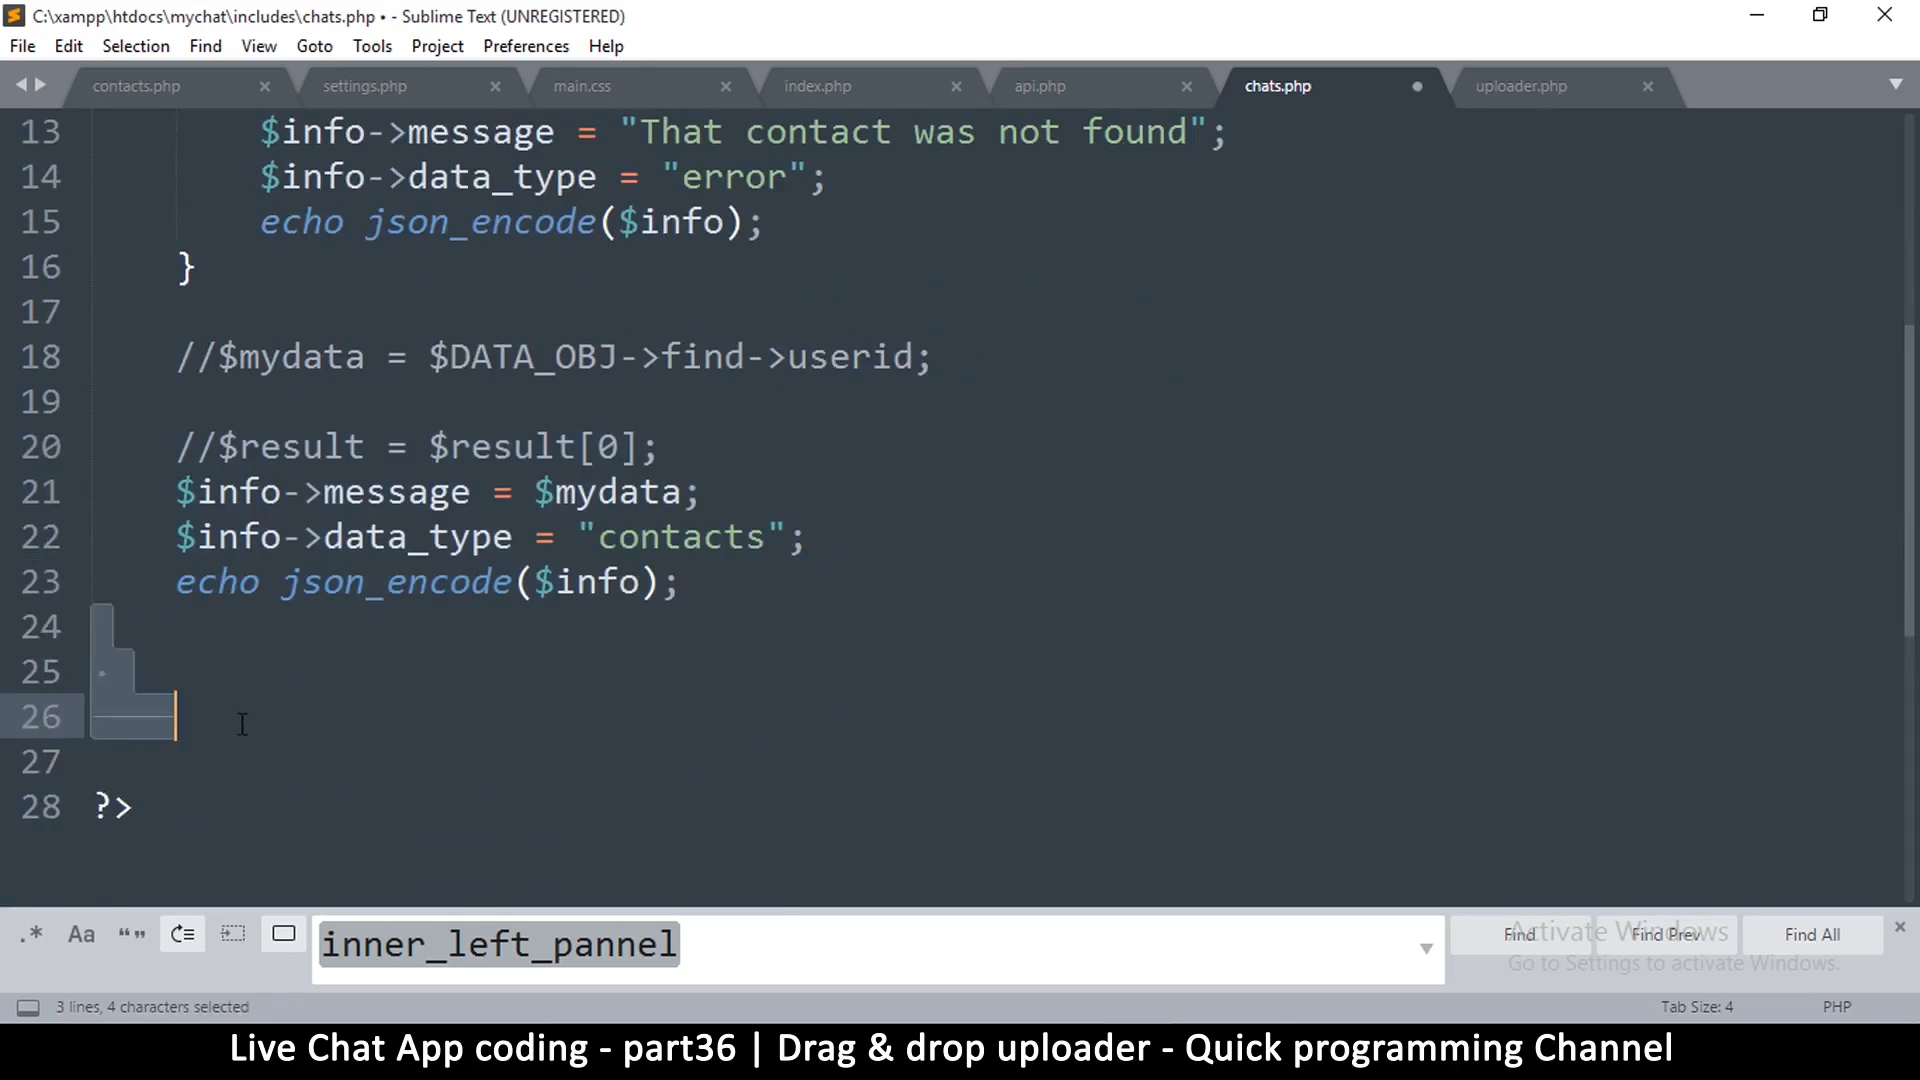 C:\xampp\htdocs\mychat\includes\chats.php • - Sublime Text (UNREGISTERED)
File Edit Selection Find View Goto Tools Project Preferences Help
contacts.php settings.php main.css index.php api.php chats.php uploader.php
13 $info->message = "That contact was not found";
14 $info->data_type = "error";
15 echo json_encode($info);
16 }
17
18 //$mydata = $DATA_OBJ->find->userid;
19
20 //$result = $result[0];
21 $info->message = $mydata;
22 $info->data_type = "contacts";
23 echo json_encode($info);
24
25
26
27
28 ?>
.* Aa “” inner_left_pannel Find Find Prev Find All
Activate Windows
Go to Settings to activate Windows.
3 lines, 4 characters selected Tab Size: 4 PHP
Live Chat App coding - part36 | Drag & drop uploader - Quick programming Channel